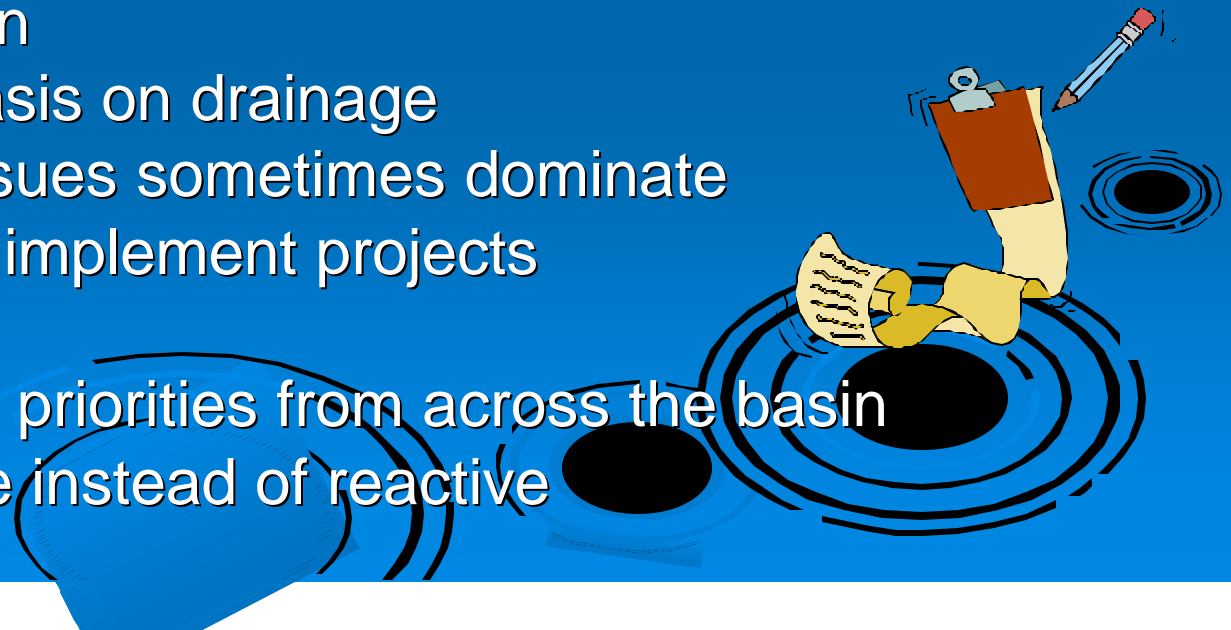 n
asis on drainage
sues sometimes dominate
implement projects
priorities from across the basin
e instead of reactive